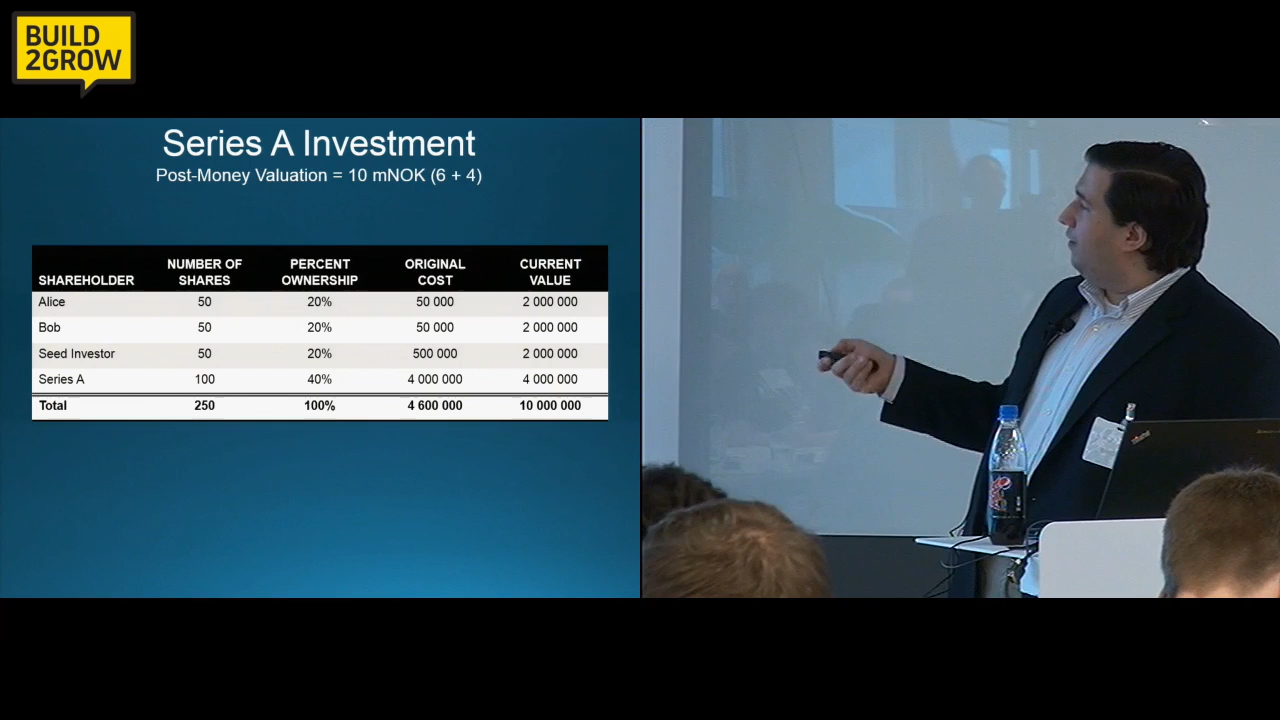 BUILD
2GROW
Series A Investment
Post-Money Valuation = 10 mNOK (6 + 4)
SHAREHOLDER NUMBER OF SHARES PERCENT OWNERSHIP ORIGINAL COST CURRENT VALUE
Alice 50 20% 50 000 2 000 000
Bob 50 20% 50 000 2 000 000
Seed Investor 50 20% 500 000 2 000 000
Series A 100 40% 4 000 000 4 000 000
Total 250 100% 4 600 000 10 000 000